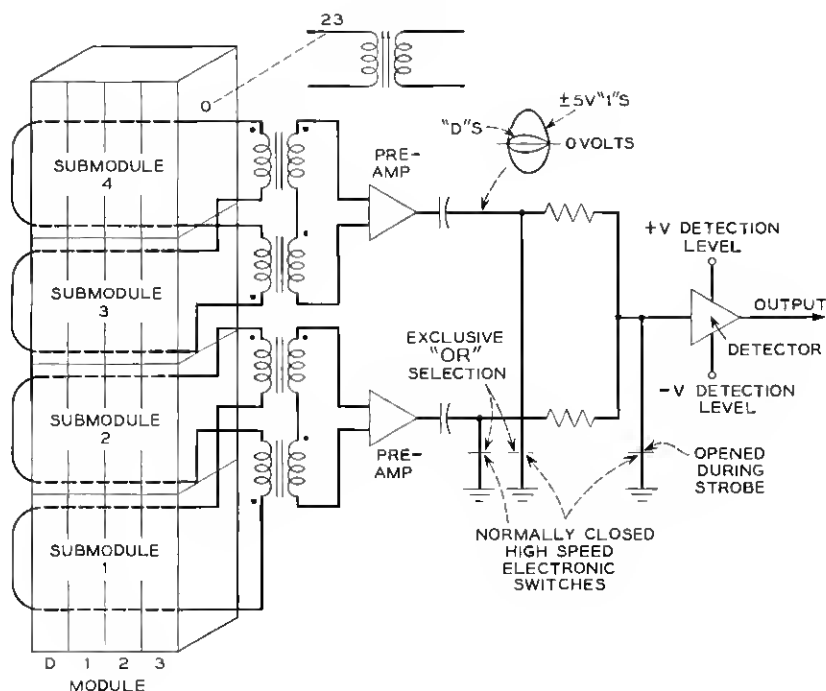 23
0
±5V "1"S
"D"S
0 VOLTS
PRE-
AMP
SUBMODULE
4
+V DETECTION
LEVEL
SUBMODULE
3
OUTPUT
EXCLUSIVE
"OR"
SELECTION
DETECTOR
-V DETECTION
LEVEL
SUBMODULE
2
PRE-
AMP
OPENED
DURING
STROBE
NORMALLY CLOSED
HIGH SPEED
ELECTRONIC
SWITCHES
SUBMODULE
1
D 1 2 3
MODULE